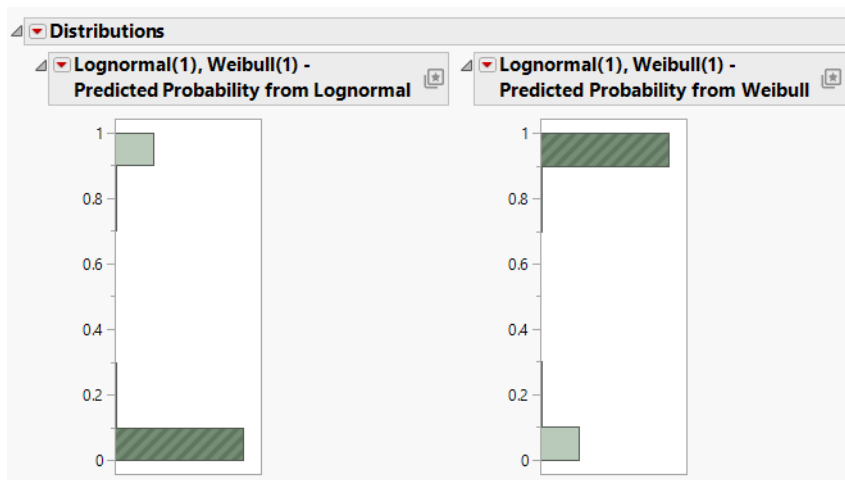 Distributions
Lognormal(1), Weibull(1) -
Predicted Probability from Lognormal
1
0.8
0.6
0.4
0.2
0
Lognormal(1), Weibull(1) -
Predicted Probability from Weibull
1
0.8
0.6
0.4
0.2
0